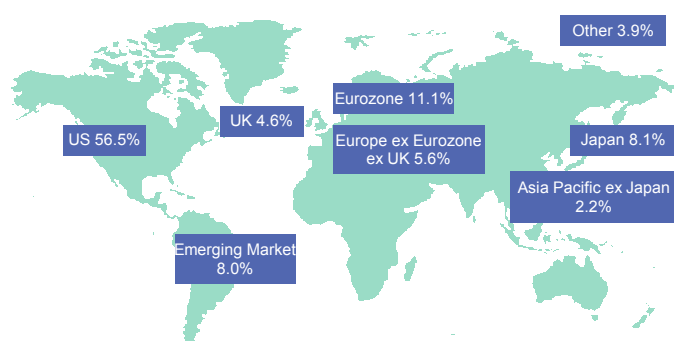 Other 3.9%
Eurozone 11.1%
UK 4.6%
US 56.5%
Europe ex Eurozone
ex UK 5.6%
Japan 8.1%
Asia Pacific ex Japan
2.2%
Emerging Market
8.0%